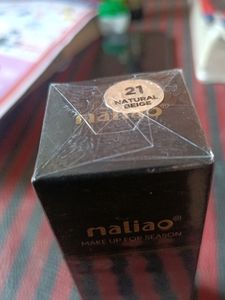 21
NATURAL
BEIGE
naliao
naliao®
MAKE UP FOR SEASON